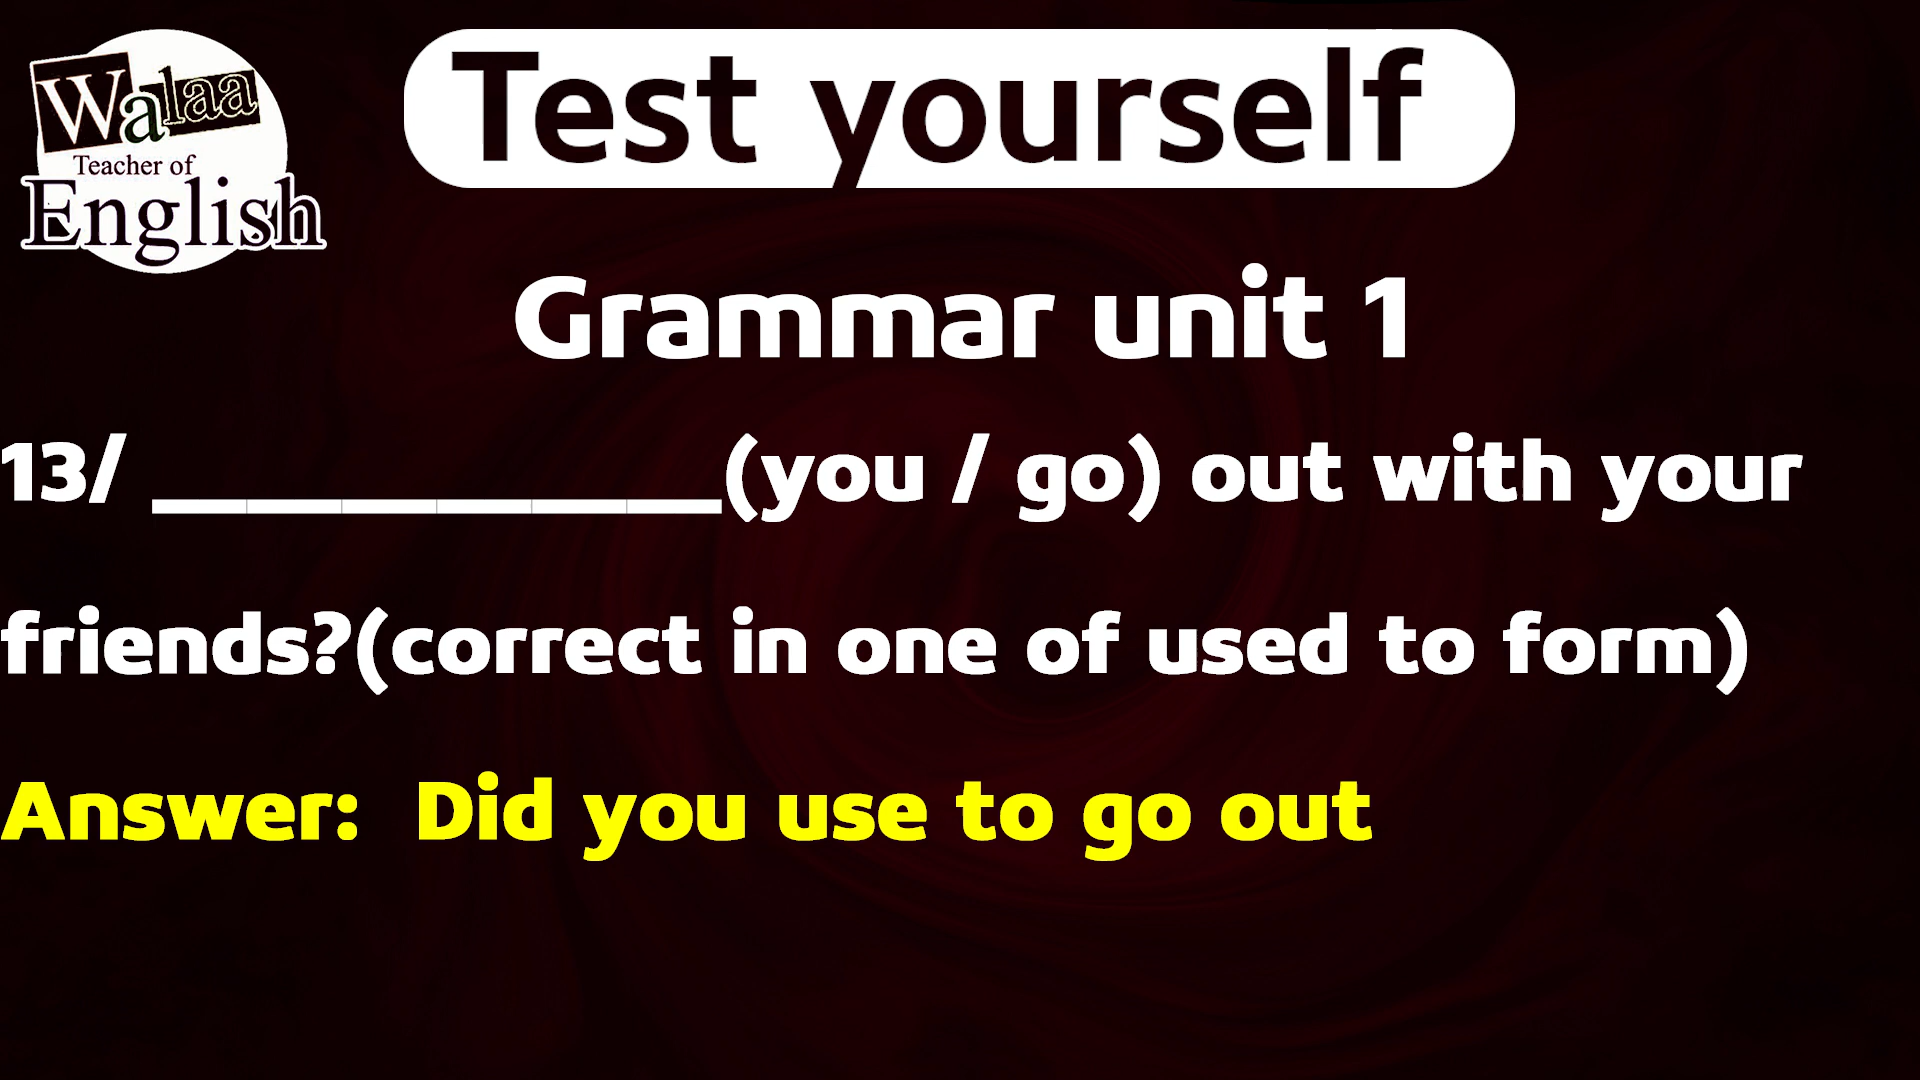 Walaa
Teacher of
English
Test yourself
Grammar unit 1
13/ ______(you / go) out with your
friends?(correct in one of used to form)
Answer: Did you use to go out